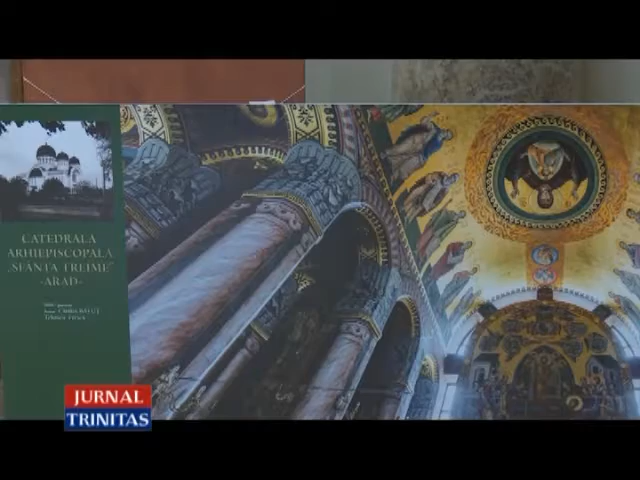 CATEDRALA
ARHIEPISCOPALĂ
„SFÂNTA TREIME”
-ARAD-
JURNAL
TRINITAS